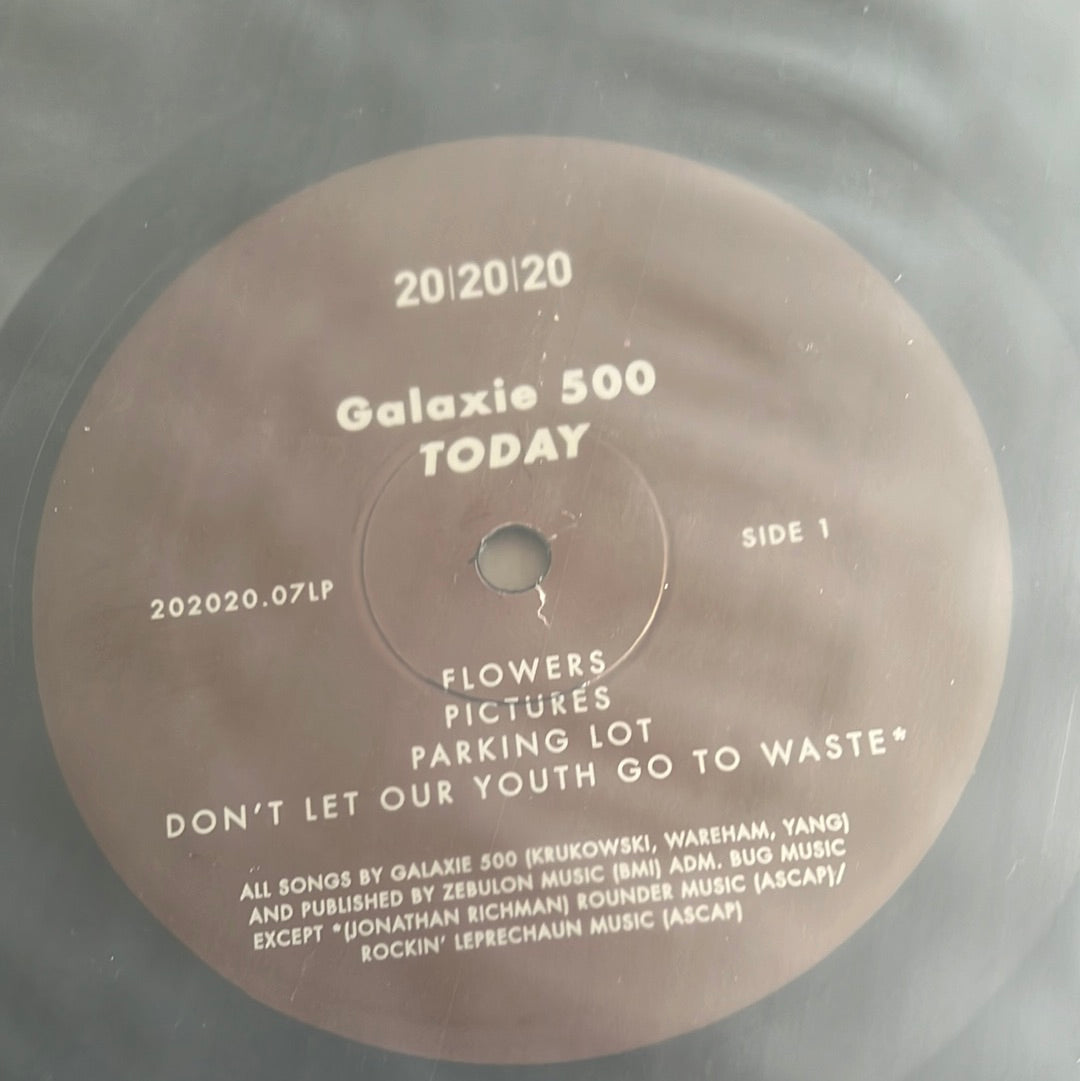 20|20|20
Galaxie 500
TODAY
SIDE 1
202020.07LP
FLOWERS
PICTURES
PARKING LOT
DON'T LET OUR YOUTH GO TO WASTE*
ALL SONGS BY GALAXIE 500 (KRUKOWSKI, WAREHAM, YANG)
AND PUBLISHED BY ZEBULON MUSIC (BMI) ADM. BUG MUSIC
EXCEPT *(JONATHAN RICHMAN) ROUNDER MUSIC (ASCAP)/
ROCKIN' LEPRECHAUN MUSIC (ASCAP)